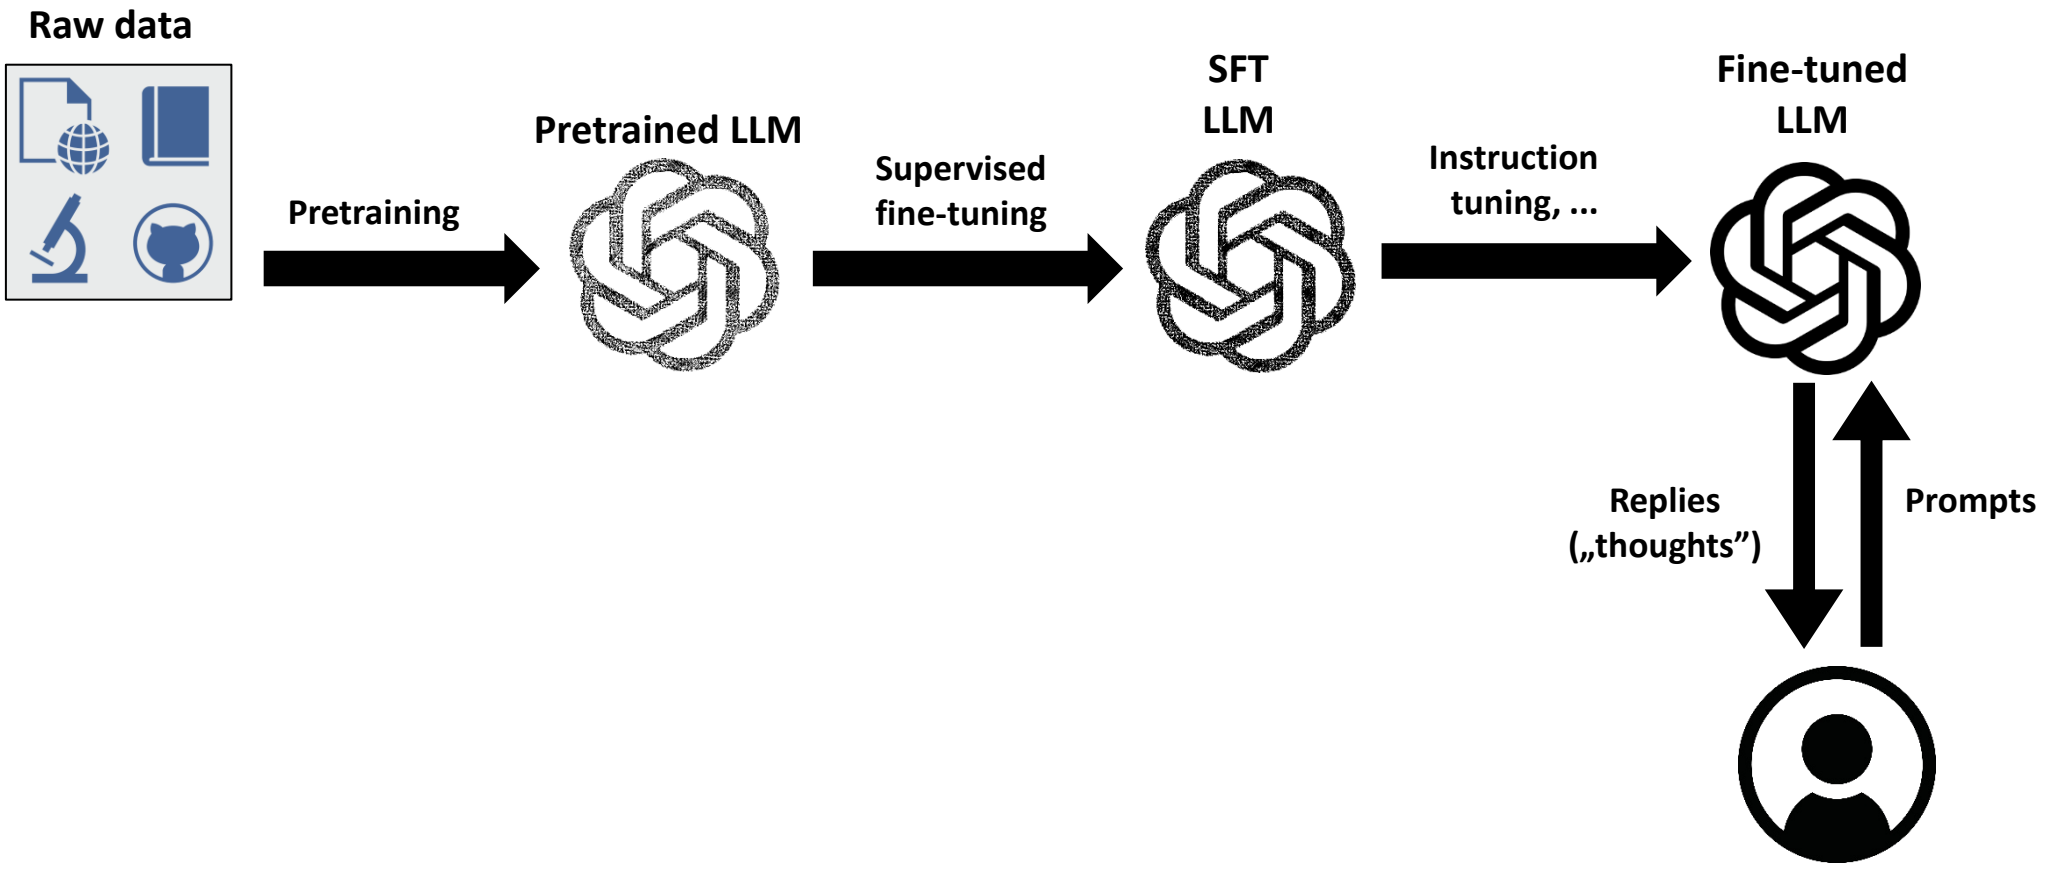 Raw data
Pretraining
Pretrained LLM
Supervised
fine-tuning
SFT
LLM
Instruction
tuning, ...
Fine-tuned
LLM
Replies
(„thoughts”)
Prompts